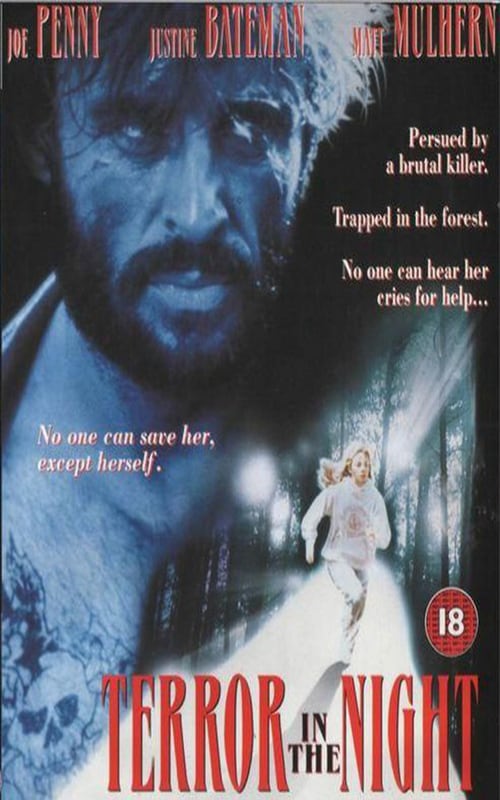 JOE PENNY JUSTINE BATEMAN MATT MULHERN
Persued by
a brutal killer.
Trapped in the forest.
No one can hear her
cries for help...
No one can save her,
except herself.
18
TERROR IN THE NIGHT